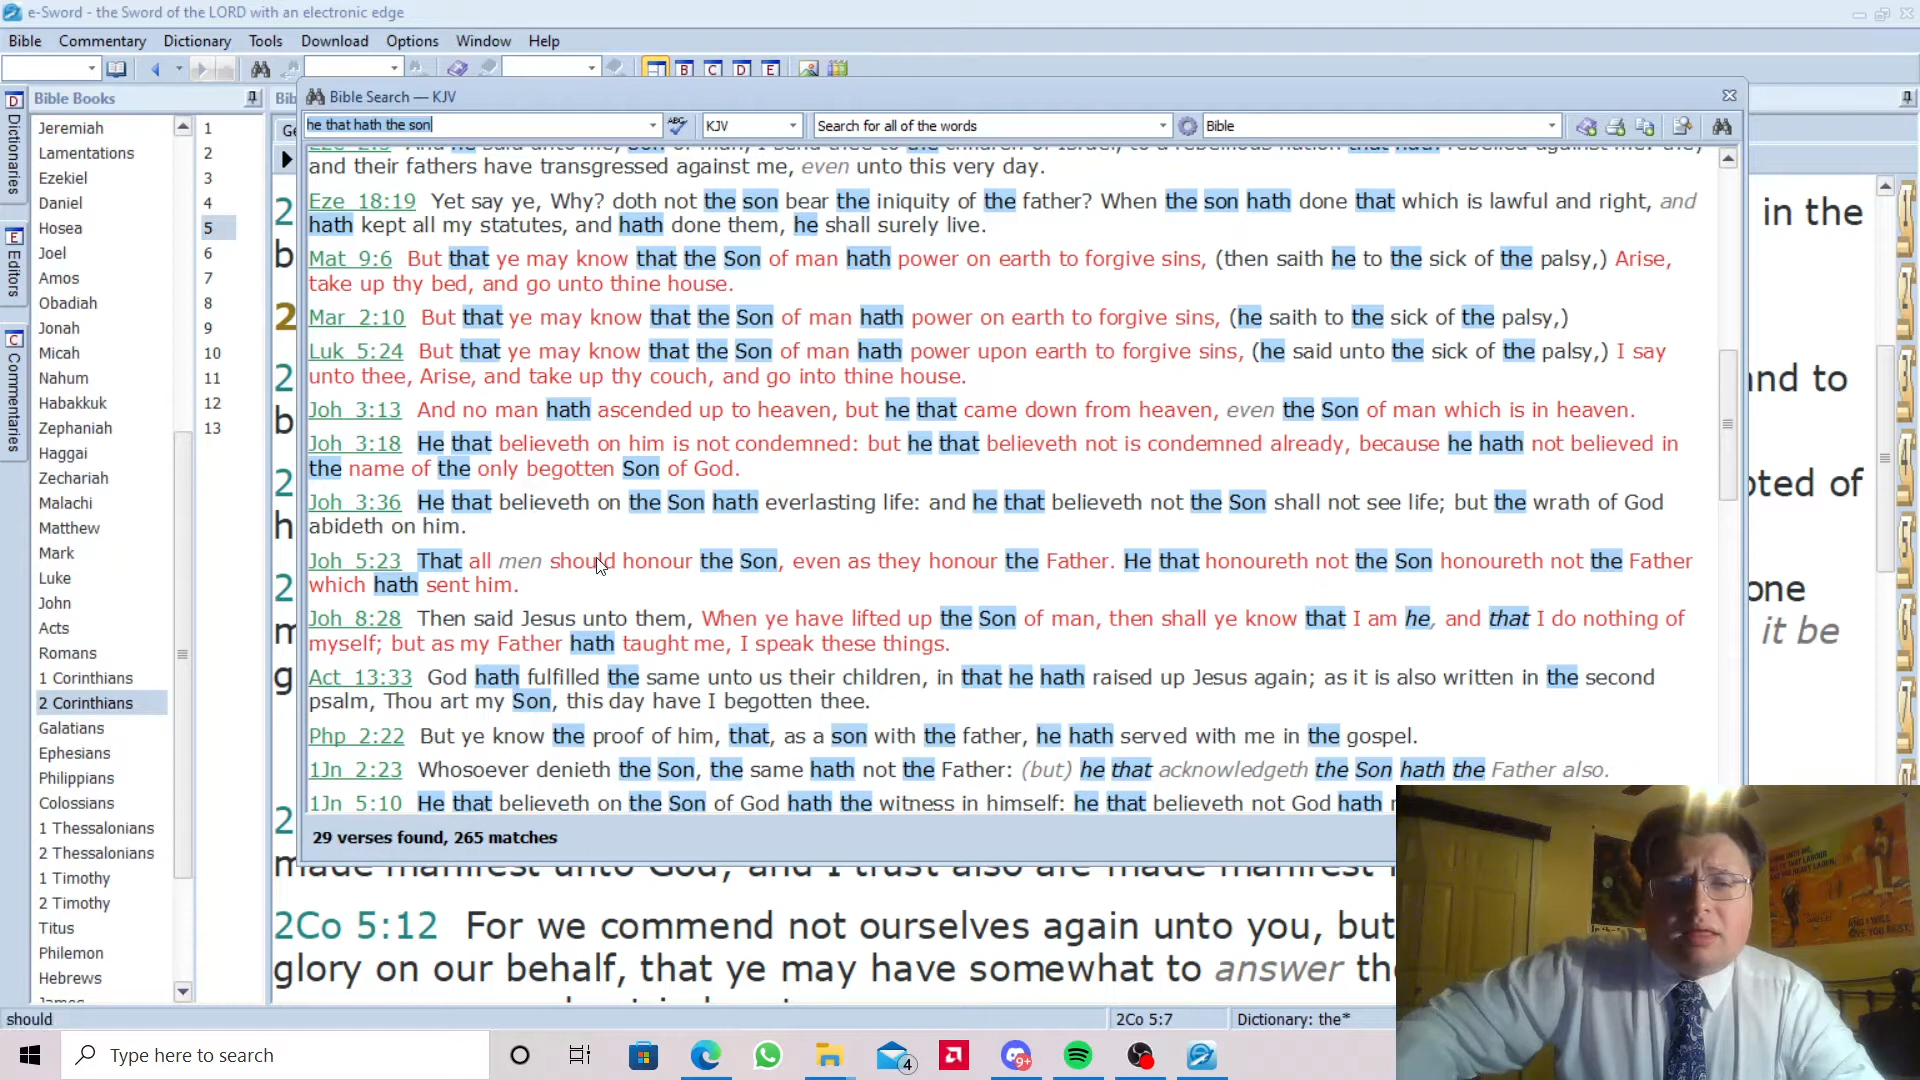 e-Sword - the Sword of the LORD with an electronic edge
Bible Commentary Dictionary Tools Download Options Window Help
B C D E
D Bible Books
Dictionaries
E Editors
C Commentaries
Jeremiah
Lamentations
Ezekiel
Daniel
Hosea
Joel
Amos
Obadiah
Jonah
Micah
Nahum
Habakkuk
Zephaniah
Haggai
Zechariah
Malachi
Matthew
Mark
Luke
John
Acts
Romans
1 Corinthians
2 Corinthians
Galatians
Ephesians
Philippians
Colossians
1 Thessalonians
2 Thessalonians
1 Timothy
2 Timothy
Titus
Philemon
Hebrews
1
2
3
4
5
6
7
8
9
10
11
12
13
Bible Search — KJV
he that hath the son
ABC
KJV
Search for all of the words
Bible
and their fathers have transgressed against me, even unto this very day.
Eze 18:19 Yet say ye, Why? doth not the son bear the iniquity of the father? When the son hath done that which is lawful and right, and
hath kept all my statutes, and hath done them, he shall surely live.
Mat 9:6 But that ye may know that the Son of man hath power on earth to forgive sins, (then saith he to the sick of the palsy,) Arise,
take up thy bed, and go unto thine house.
Mar 2:10 But that ye may know that the Son of man hath power on earth to forgive sins, (he saith to the sick of the palsy,)
Luk 5:24 But that ye may know that the Son of man hath power upon earth to forgive sins, (he said unto the sick of the palsy,) I say
unto thee, Arise, and take up thy couch, and go into thine house.
Joh 3:13 And no man hath ascended up to heaven, but he that came down from heaven, even the Son of man which is in heaven.
Joh 3:18 He that believeth on him is not condemned: but he that believeth not is condemned already, because he hath not believed in
the name of the only begotten Son of God.
Joh 3:36 He that believeth on the Son hath everlasting life: and he that believeth not the Son shall not see life; but the wrath of God
abideth on him.
Joh 5:23 That all men should honour the Son, even as they honour the Father. He that honoureth not the Son honoureth not the Father
which hath sent him.
Joh 8:28 Then said Jesus unto them, When ye have lifted up the Son of man, then shall ye know that I am he, and that I do nothing of
myself; but as my Father hath taught me, I speak these things.
Act 13:33 God hath fulfilled the same unto us their children, in that he hath raised up Jesus again; as it is also written in the second
psalm, Thou art my Son, this day have I begotten thee.
Php 2:22 But ye know the proof of him, that, as a son with the father, he hath served with me in the gospel.
1Jn 2:23 Whosoever denieth the Son, the same hath not the Father: (but) he that acknowledgeth the Son hath the Father also.
1Jn 5:10 He that believeth on the Son of God hath the witness in himself: he that believeth not God hath
29 verses found, 265 matches
in the
and to
one
it be
2Co 5:12 For we commend not ourselves again unto you, but
glory on our behalf, that ye may have somewhat to answer
should
2Co 5:7
Dictionary: the*
Type here to search
4
9+